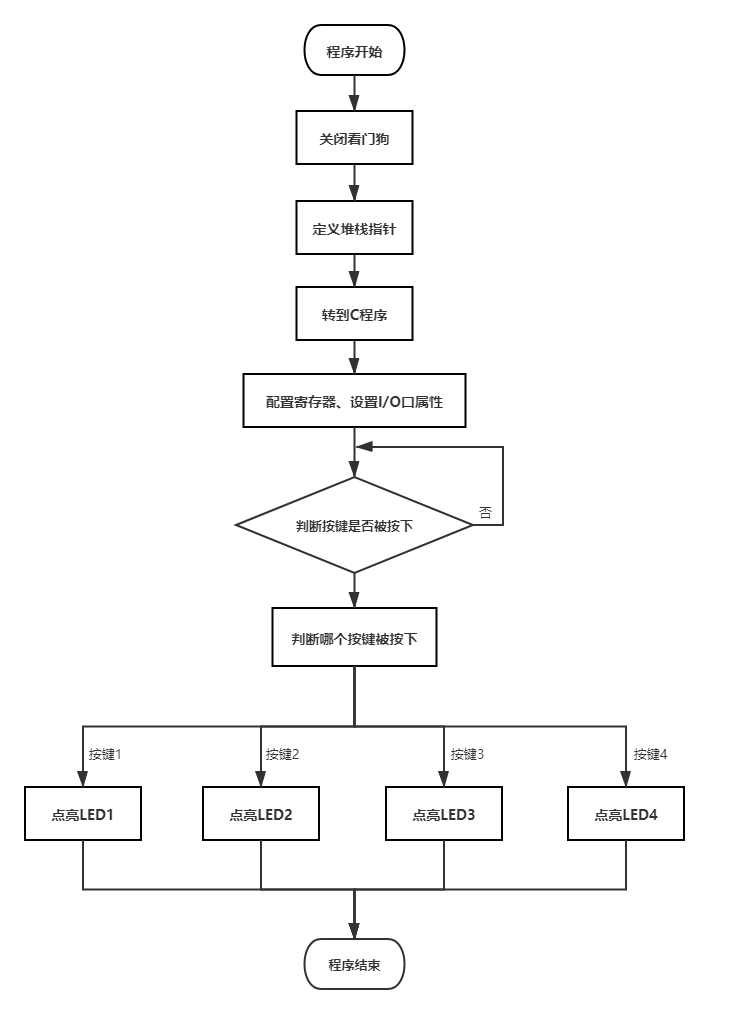 程序开始
关闭看门狗
定义堆栈指针
转到C程序
配置寄存器、设置I/O口属性
否
判断按键是否被按下
判断哪个按键被按下
按键1
按键2
按键3
按键4
点亮LED1
点亮LED2
点亮LED3
点亮LED4
程序结束